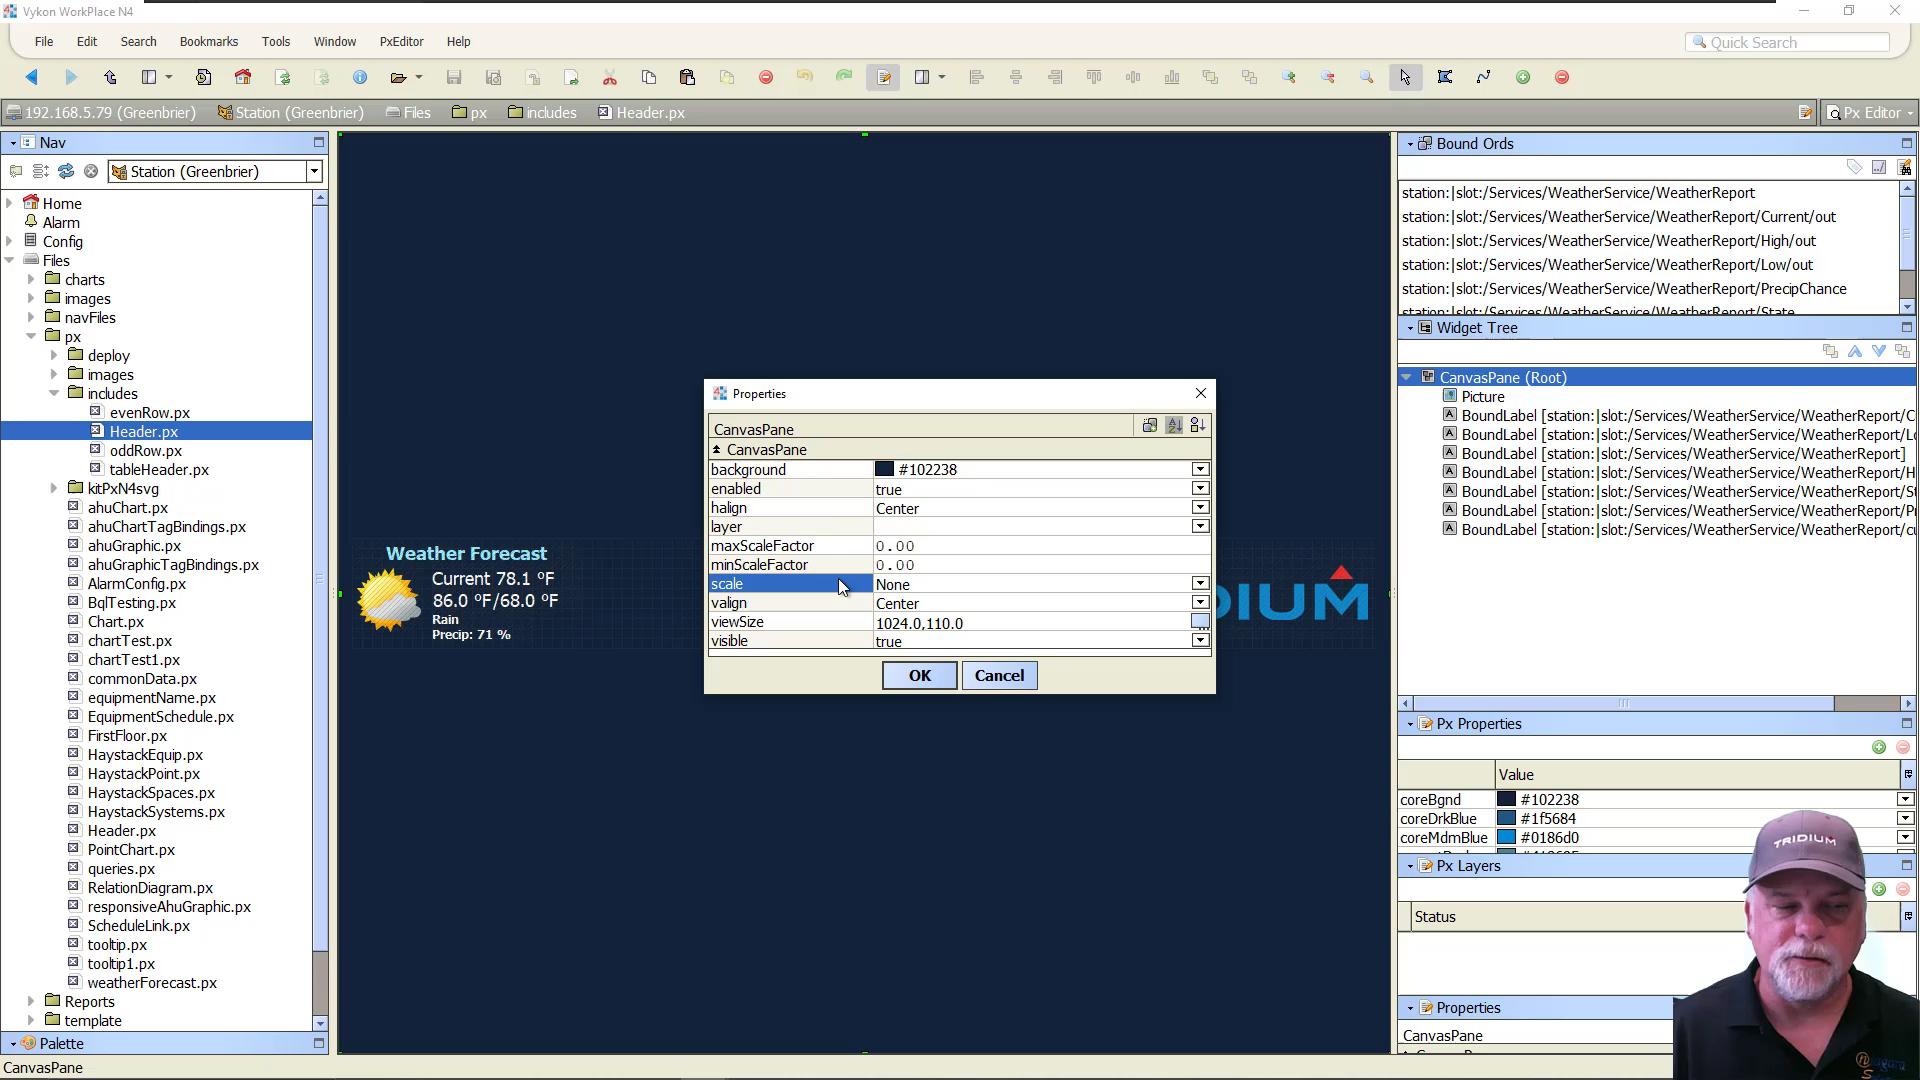 Vykon WorkPlace N4
File Edit Search Bookmarks Tools Window PxEditor Help
Quick Search
192.168.5.79 (Greenbrier) Station (Greenbrier) Files px includes Header.px Px Editor
Nav
Station (Greenbrier)
Home
Alarm
Config
Files
charts
images
navFiles
px
deploy
images
includes
evenRow.px
Header.px
oddRow.px
tableHeader.px
kitPxN4svg
ahuChart.px
ahuChartTagBindings.px
ahuGraphic.px
ahuGraphicTagBindings.px
AlarmConfig.px
BqlTesting.px
Chart.px
chartTest.px
chartTest1.px
commonData.px
equipmentName.px
EquipmentSchedule.px
FirstFloor.px
HaystackEquip.px
HaystackPoint.px
HaystackSpaces.px
HaystackSystems.px
Header.px
PointChart.px
queries.px
RelationDiagram.px
responsiveAhuGraphic.px
ScheduleLink.px
tooltip.px
tooltip1.px
weatherForecast.px
Reports
template
Palette
CanvasPane
Weather Forecast
Current 78.1 °F
86.0 °F/68.0 °F
Rain
Precip: 71 %
DIUM
Properties
CanvasPane
CanvasPane
background #102238
enabled true
halign Center
layer
maxScaleFactor 0.00
minScaleFactor 0.00
scale None
valign Center
viewSize 1024.0,110.0
visible true
OK Cancel
Bound Ords
station:|slot:/Services/WeatherService/WeatherReport
station:|slot:/Services/WeatherService/WeatherReport/Current/out
station:|slot:/Services/WeatherService/WeatherReport/High/out
station:|slot:/Services/WeatherService/WeatherReport/Low/out
station:|slot:/Services/WeatherService/WeatherReport/PrecipChance
station:|slot:/Services/WeatherService/WeatherReport/State
Widget Tree
CanvasPane (Root)
Picture
BoundLabel [station:|slot:/Services/WeatherService/WeatherReport/C
BoundLabel [station:|slot:/Services/WeatherService/WeatherReport/Lo
BoundLabel [station:|slot:/Services/WeatherService/WeatherReport]
BoundLabel [station:|slot:/Services/WeatherService/WeatherReport/H
BoundLabel [station:|slot:/Services/WeatherService/WeatherReport/St
BoundLabel [station:|slot:/Services/WeatherService/WeatherReport/Pr
BoundLabel [station:|slot:/Services/WeatherService/WeatherReport/cu
Px Properties
Value
coreBgnd #102238
coreDrkBlue #1f5684
coreMdmBlue #0186d0
Px Layers
Status
Properties
CanvasPane
TRIDIUM